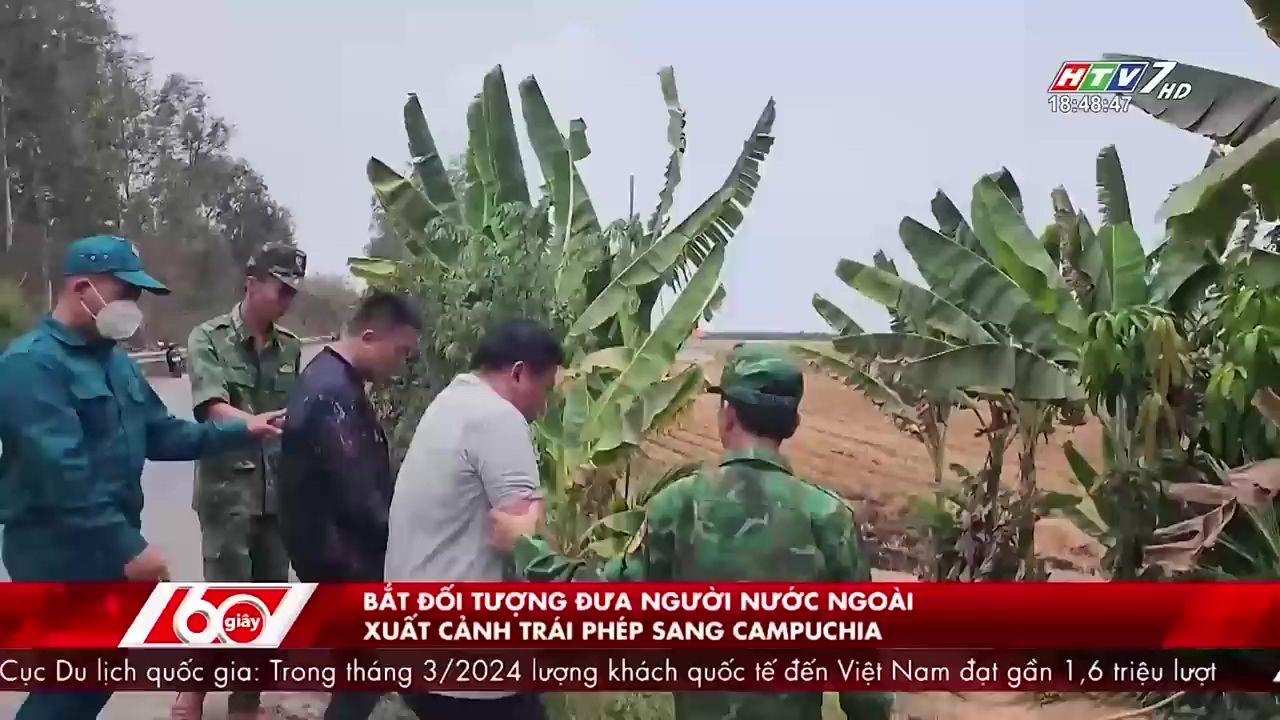 HTV7 HD
18:48:47
60 giây
BẮT ĐỐI TƯỢNG ĐƯA NGƯỜI NƯỚC NGOÀI
XUẤT CẢNH TRÁI PHÉP SANG CAMPUCHIA
Cục Du lịch quốc gia: Trong tháng 3/2024 lượng khách quốc tế đến Việt Nam đạt gần 1,6 triệu lượt